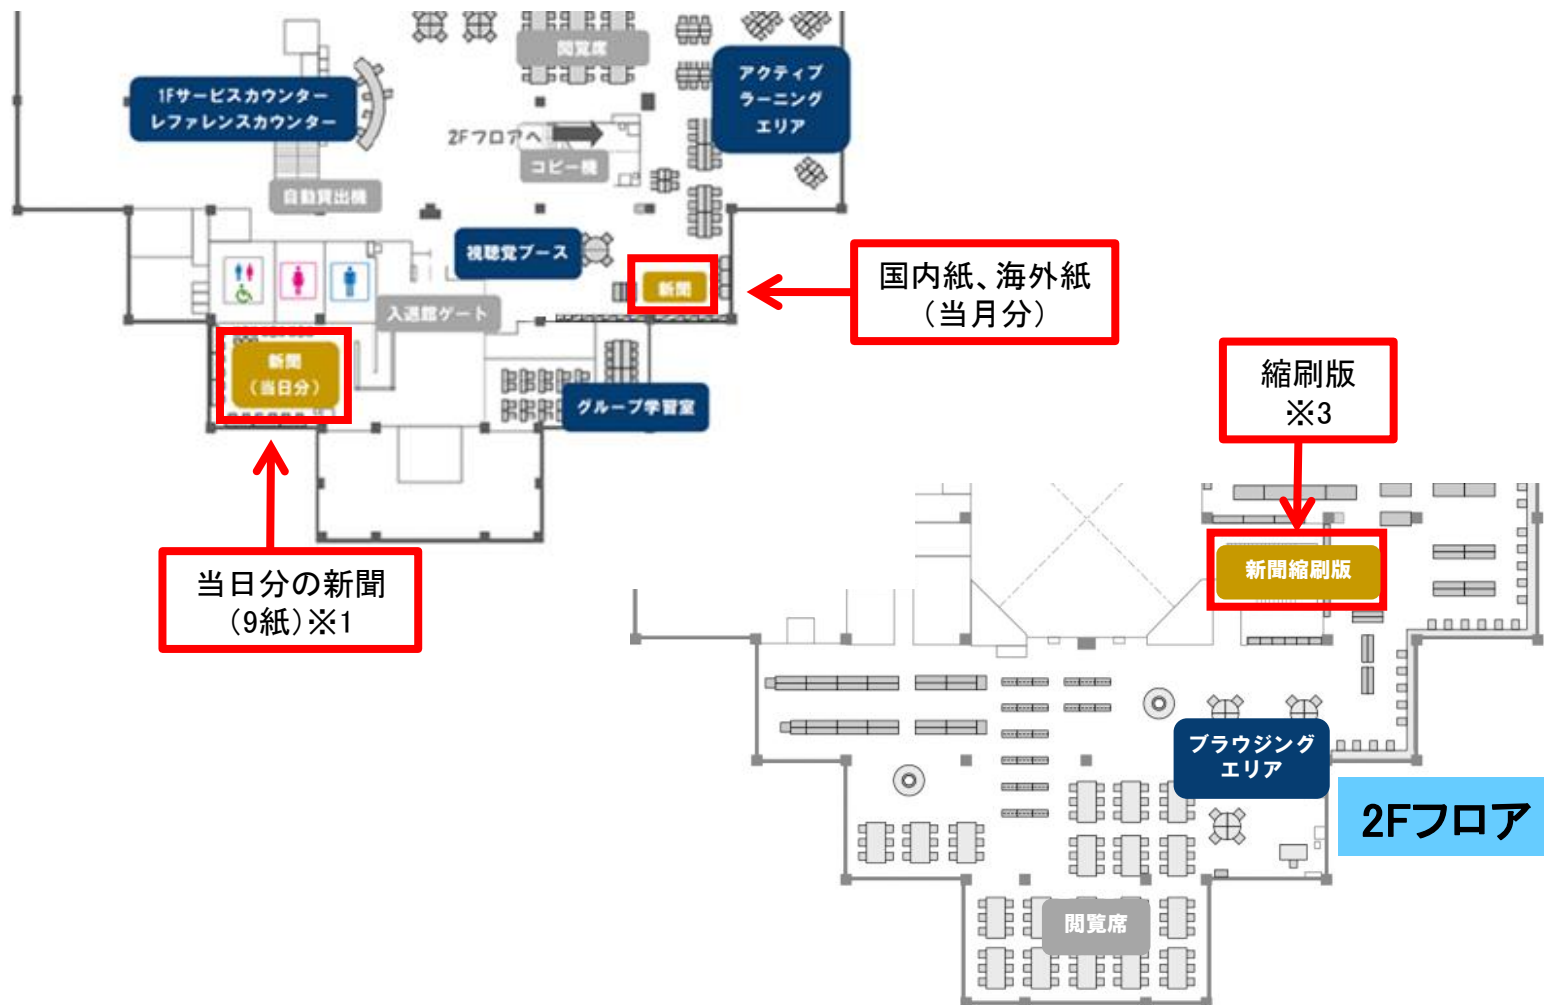 閲覧席
アクティブ
ラーニング
エリア
1Fサービスカウンター
レファレンスカウンター
2Fフロアへ
コピー機
自動貸出機
視聴覚ブース
新聞
国内紙、海外紙
（当月分）
入退館ゲート
新聞
（当日分）
グループ学習室
縮刷版
※3
当日分の新聞
（9紙）※1
新聞縮刷版
ブラウジング
エリア
2Fフロア
閲覧席